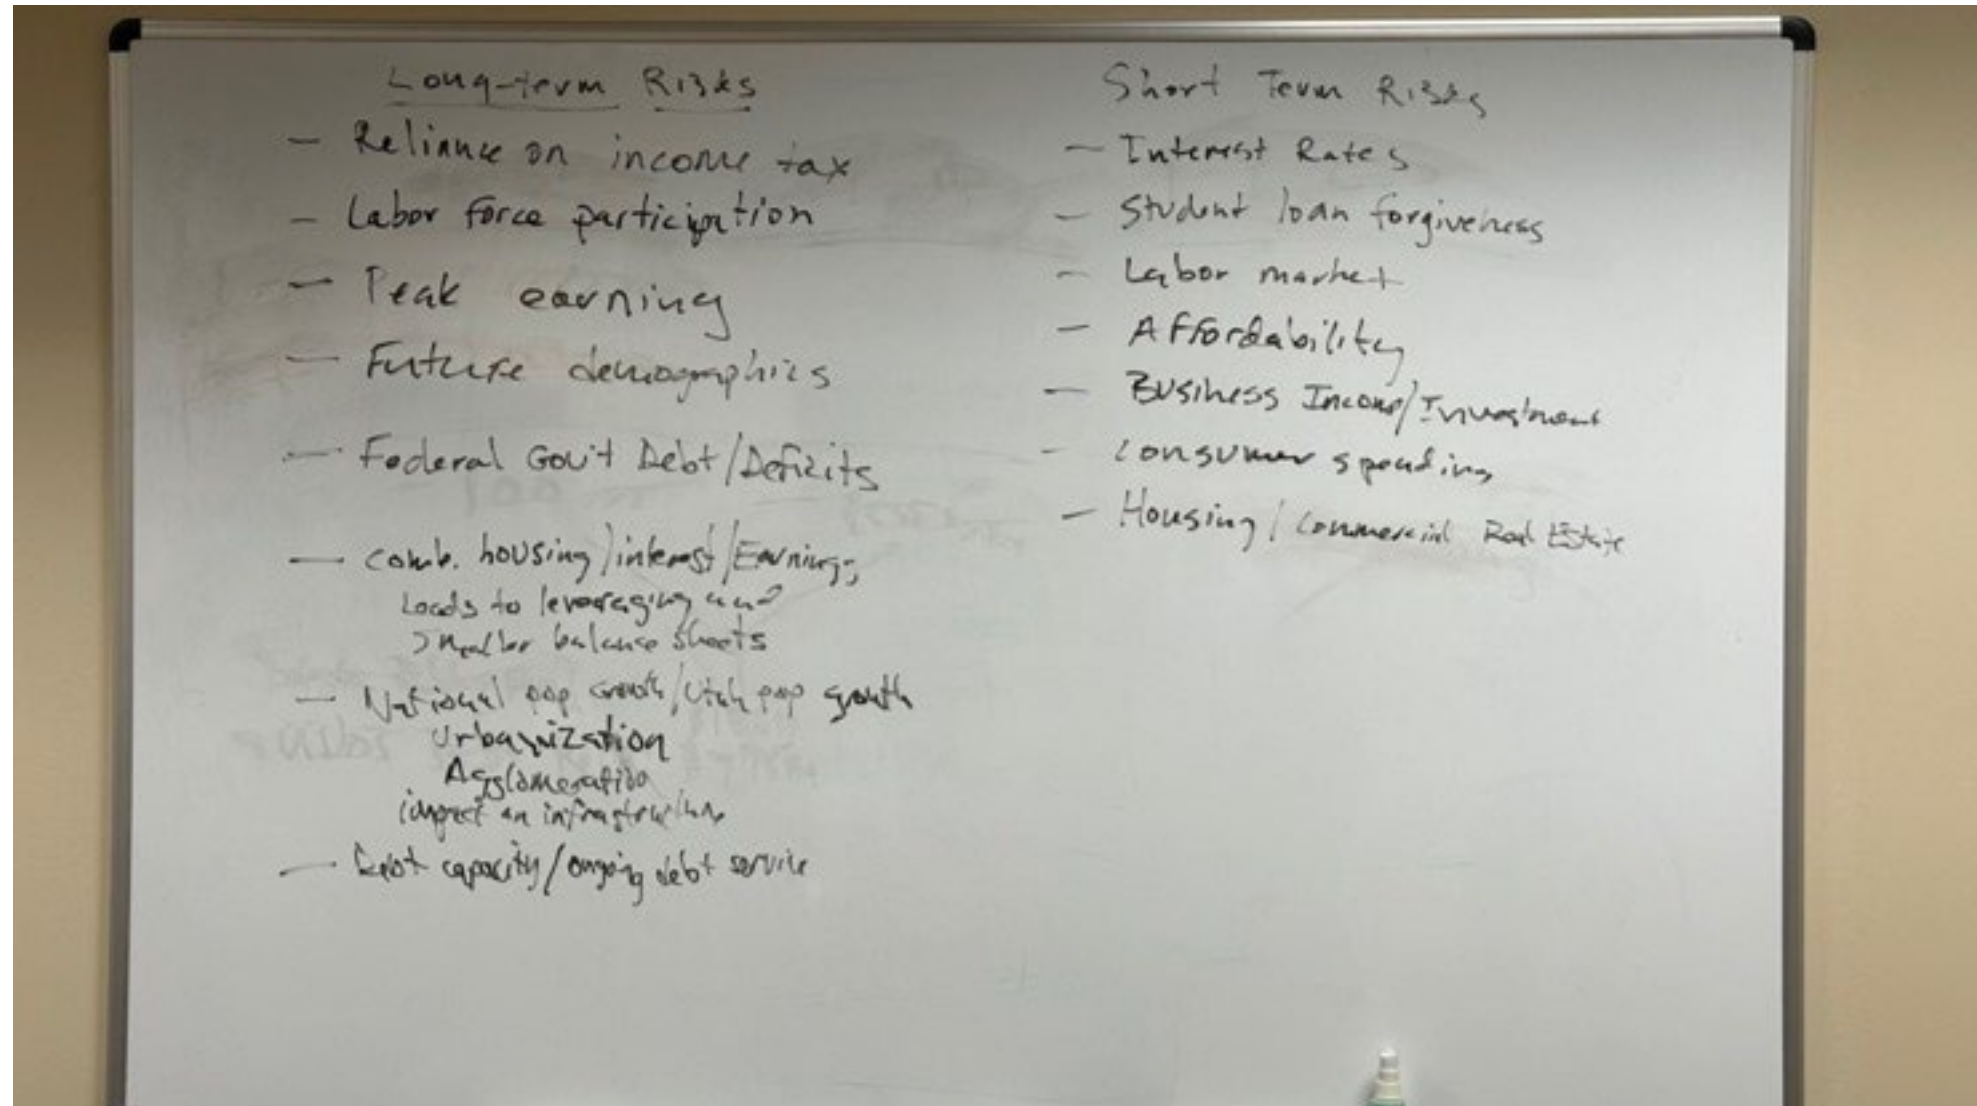 Long-term Risks
- Reliance on income tax
- Labor force participation
- Peak earning
- Future demographics
- Federal Gov't Debt/Deficits
- Comb. housing/interest/Earnings,
Leads to leveraging and
smaller balance sheets
- National pop growth/Utah pop growth
Urbanization
Agglomeration
impact on infrastructure
- Debt capacity/ongoing debt service
Short Term Risks
- Interest Rates
- Student loan forgiveness
- Labor market
- Affordability
- Business Income/Investment
- Consumer spending
- Housing/Commercial Real Estate